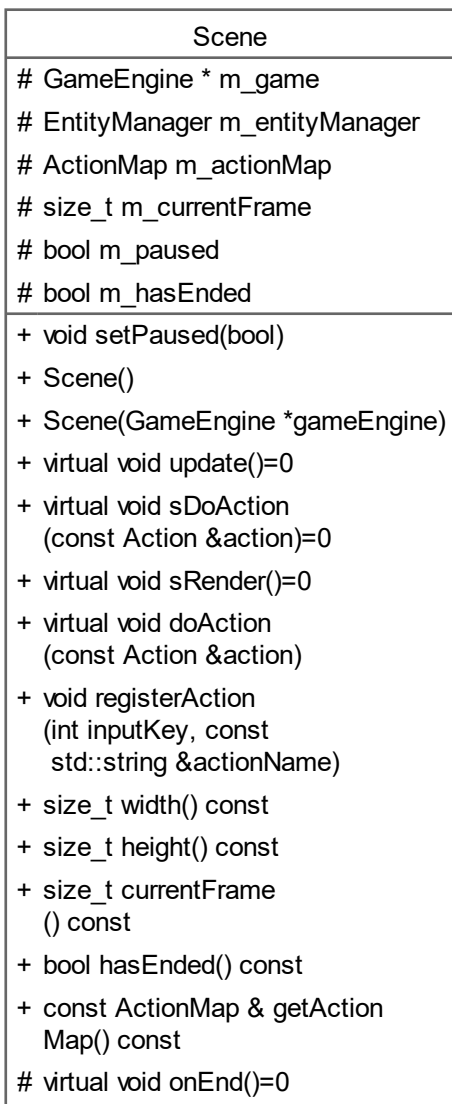 Scene
# GameEngine * m_game
# EntityManager m_entityManager
# ActionMap m_actionMap
# size_t m_currentFrame
# bool m_paused
# bool m_hasEnded
+ void setPaused(bool)
+ Scene()
+ Scene(GameEngine *gameEngine)
+ virtual void update()=0
+ virtual void sDoAction
(const Action &action)=0
+ virtual void sRender()=0
+ virtual void doAction
(const Action &action)
+ void registerAction
(int inputKey, const
std::string &actionName)
+ size_t width() const
+ size_t height() const
+ size_t currentFrame
() const
+ bool hasEnded() const
+ const ActionMap & getAction
Map() const
# virtual void onEnd()=0